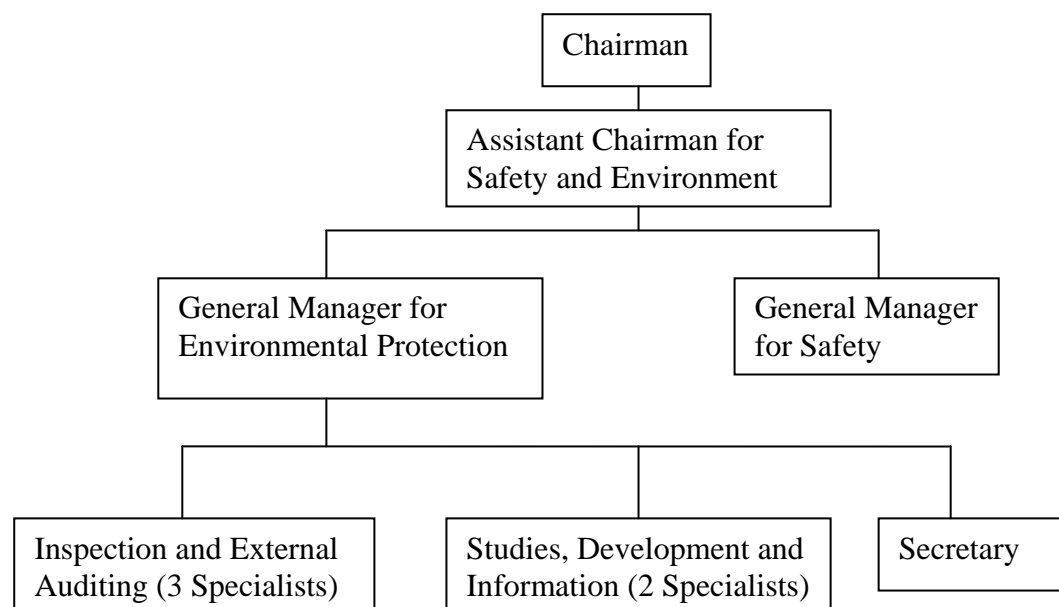 Chairman
Assistant Chairman for
Safety and Environment
General Manager for
Environmental Protection
General Manager
for Safety
Inspection and External
Auditing (3 Specialists)
Studies, Development and
Information (2 Specialists)
Secretary